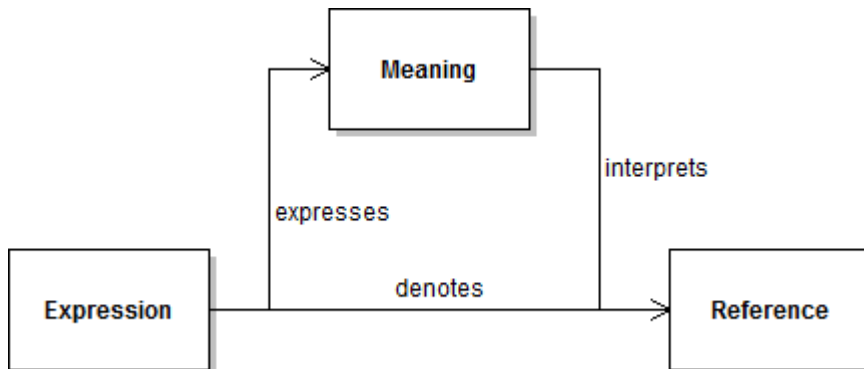 Meaning
interprets
expresses
denotes
Expression
Reference